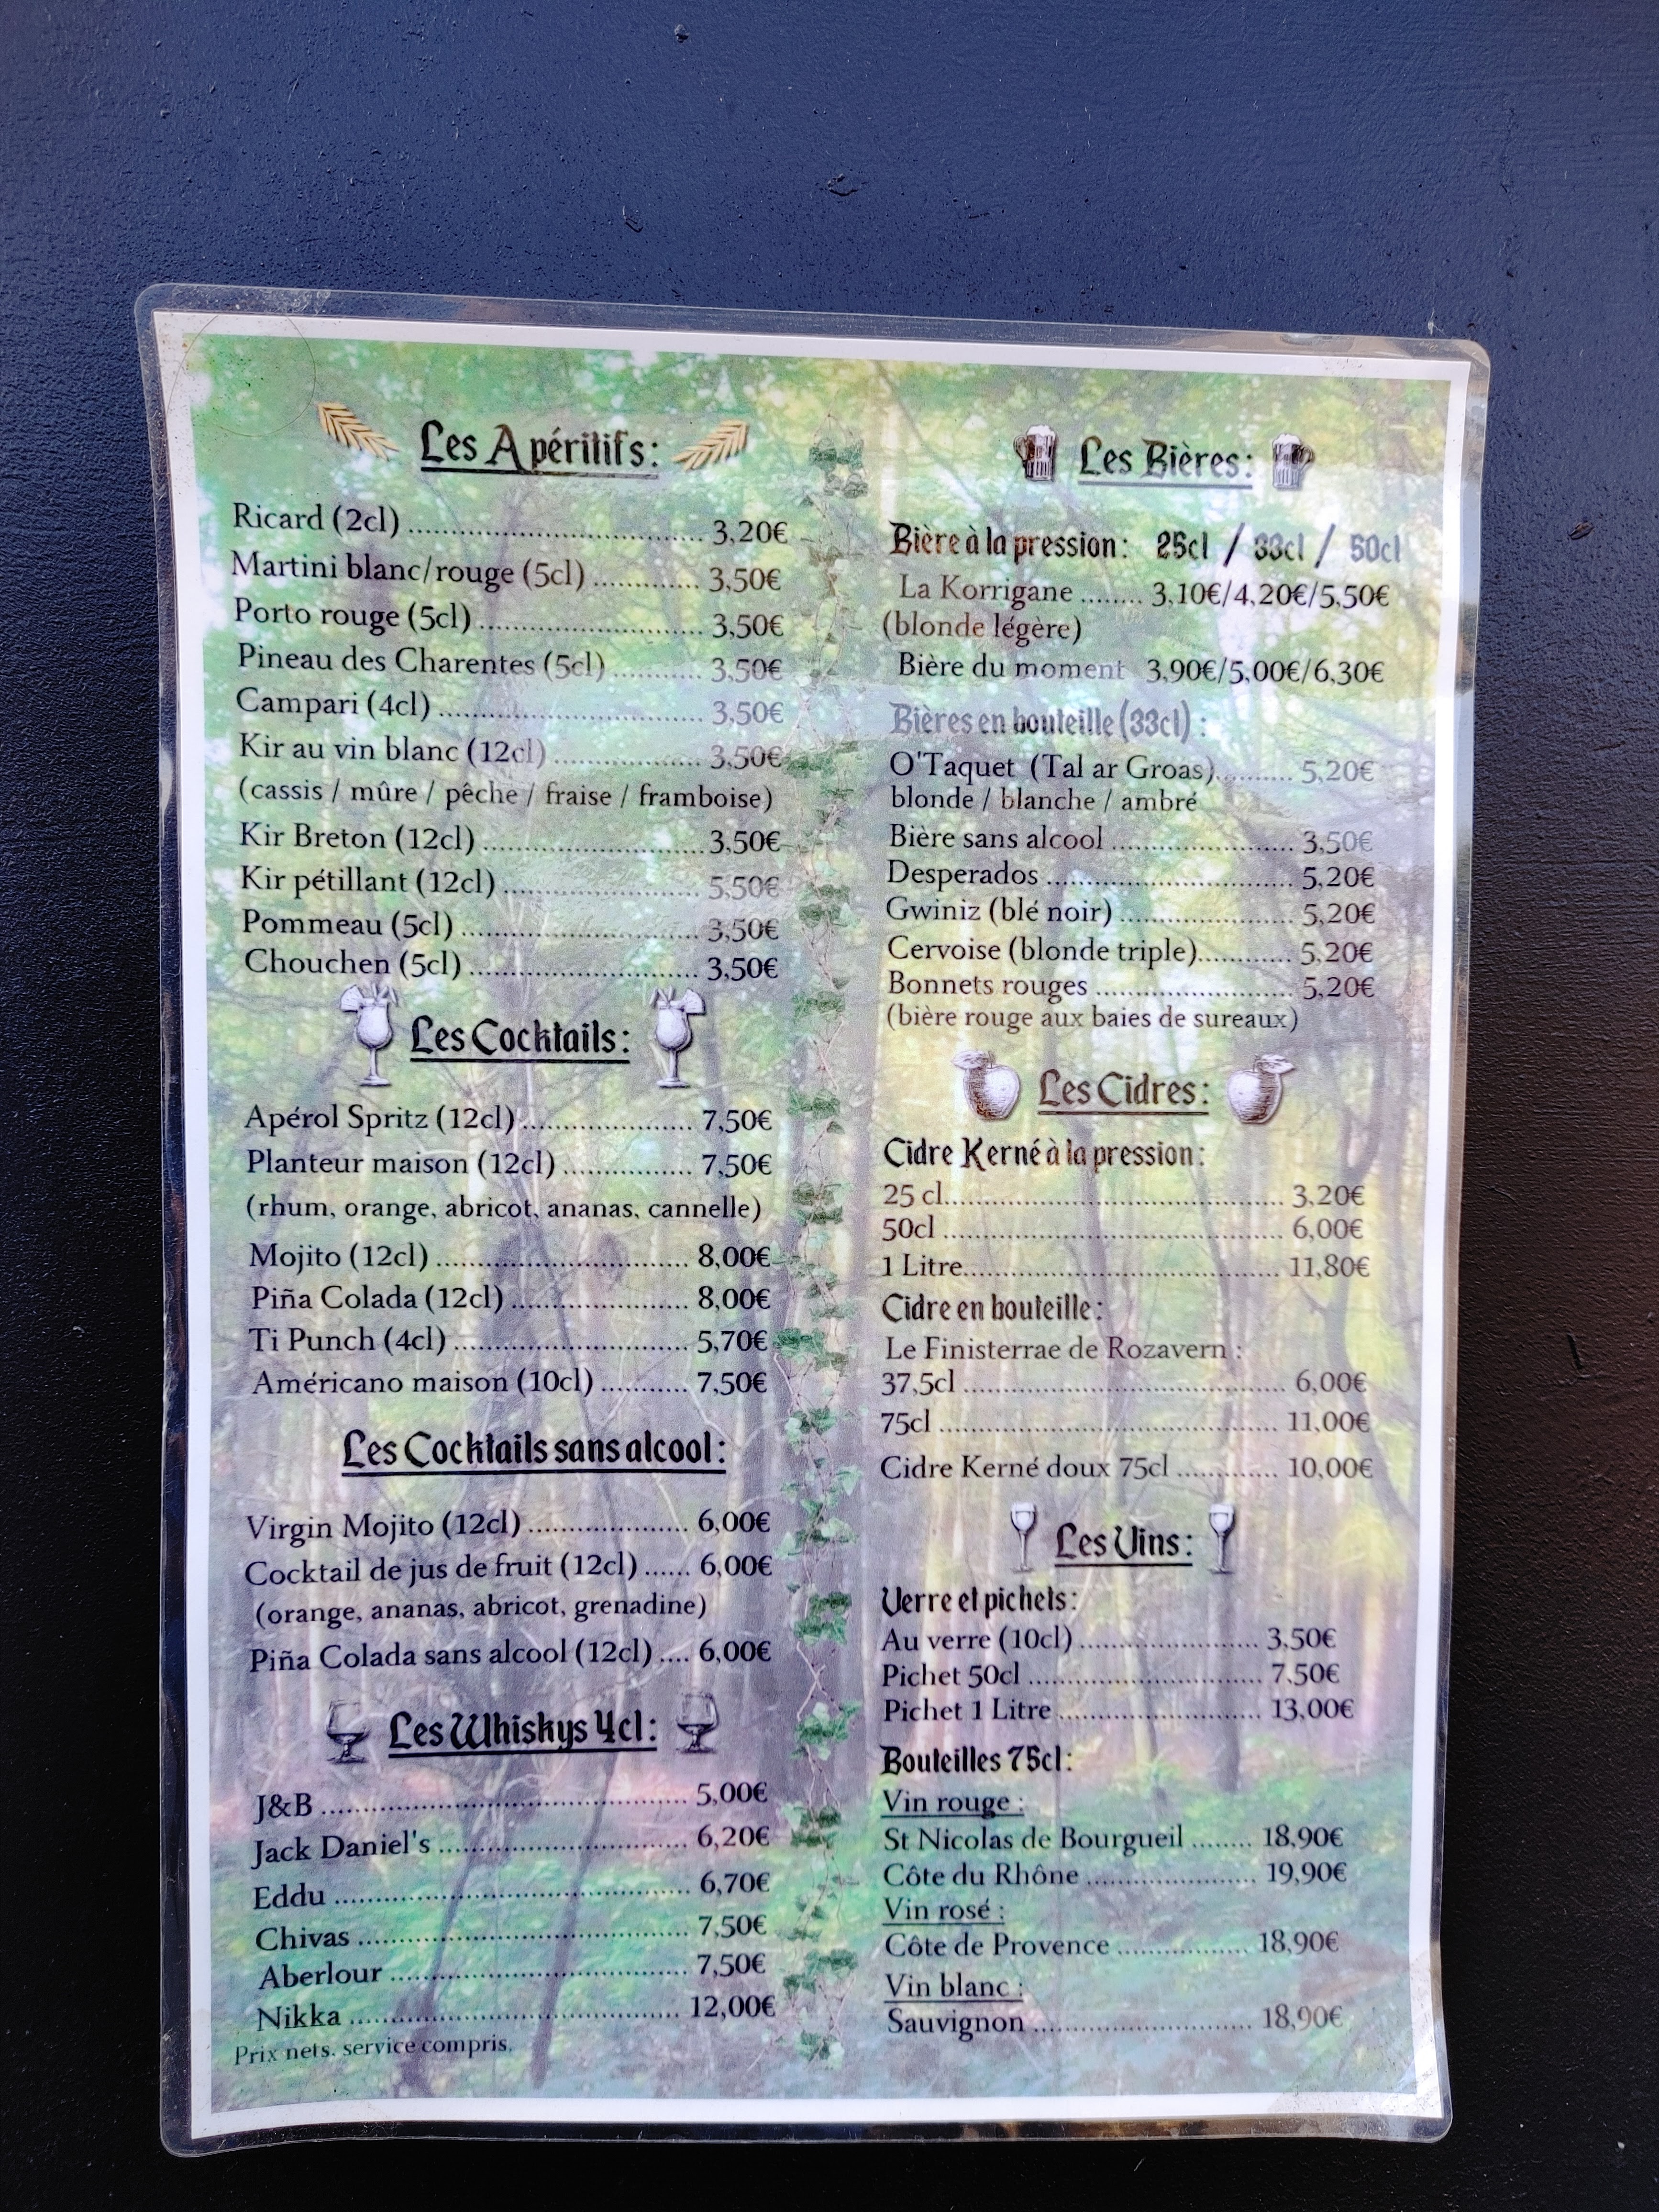 Les Apéritifs:
Ricard (2cl) .................................... 3,20€
Martini blanc/rouge (5cl) ............. 3,50€
Porto rouge (5cl) ........................... 3,50€
Pineau des Charentes (5cl) ........... 3,50€
Campari (4cl) ................................ 3,50€
Kir au vin blanc (12cl) .................. 3,50€
(cassis / mûre / pêche / fraise / framboise)
Kir Breton (12cl) ........................... 3,50€
Kir pétillant (12cl) ........................ 5,50€
Pommeau (5cl) ............................. 3,50€
Chouchen (5cl) ............................ 3,50€
Les Cocktails:
Apérol Spritz (12cl) ..................... 7,50€
Planteur maison (12cl) ................ 7,50€
(rhum, orange, abricot, ananas, cannelle)
Mojito (12cl) ............................... 8,00€
Piña Colada (12cl) ...................... 8,00€
Ti Punch (4cl) ............................. 5,70€
Américano maison (10cl) ........... 7,50€
Les Cocktails sans alcool:
Virgin Mojito (12cl) .................... 6,00€
Cocktail de jus de fruit (12cl) ...... 6,00€
(orange, ananas, abricot, grenadine)
Piña Colada sans alcool (12cl) .... 6,00€
Les Whiskys 4cl:
J&B ............................................. 5,00€
Jack Daniel's ............................... 6,20€
Eddu ............................................ 6,70€
Chivas ......................................... 7,50€
Aberlour ..................................... 7,50€
Nikka .......................................... 12,00€
Prix nets. service compris.
Les Bières:
Bière à la pression: 25cl / 33cl / 50cl
La Korrigane ........ 3,10€/4,20€/5,50€
(blonde légère)
Bière du moment 3,90€/5,00€/6,30€
Bières en bouteille (33cl) :
O'Taquet (Tal ar Groas) .......... 5,20€
blonde / blanche / ambré
Bière sans alcool ....................... 3,50€
Desperados ................................ 5,20€
Gwiniz (blé noir) ...................... 5,20€
Cervoise (blonde triple) ............ 5,20€
Bonnets rouges ......................... 5,20€
(bière rouge aux baies de sureaux)
Les Cidres:
Cidre Kerné à la pression:
25 cl ............................................ 3,20€
50cl ............................................. 6,00€
1 Litre ......................................... 11,80€
Cidre en bouteille:
Le Finisterrae de Rozavern :
37,5cl .......................................... 6,00€
75cl ............................................. 11,00€
Cidre Kerné doux 75cl ............. 10,00€
Les Vins:
Verre et pichets:
Au verre (10cl) ....................... 3,50€
Pichet 50cl .............................. 7,50€
Pichet 1 Litre ......................... 13,00€
Bouteilles 75cl:
Vin rouge :
St Nicolas de Bourgueil ........ 18,90€
Côte du Rhône ...................... 19,90€
Vin rosé :
Côte de Provence ................. 18,90€
Vin blanc :
Sauvignon ............................ 18,90€